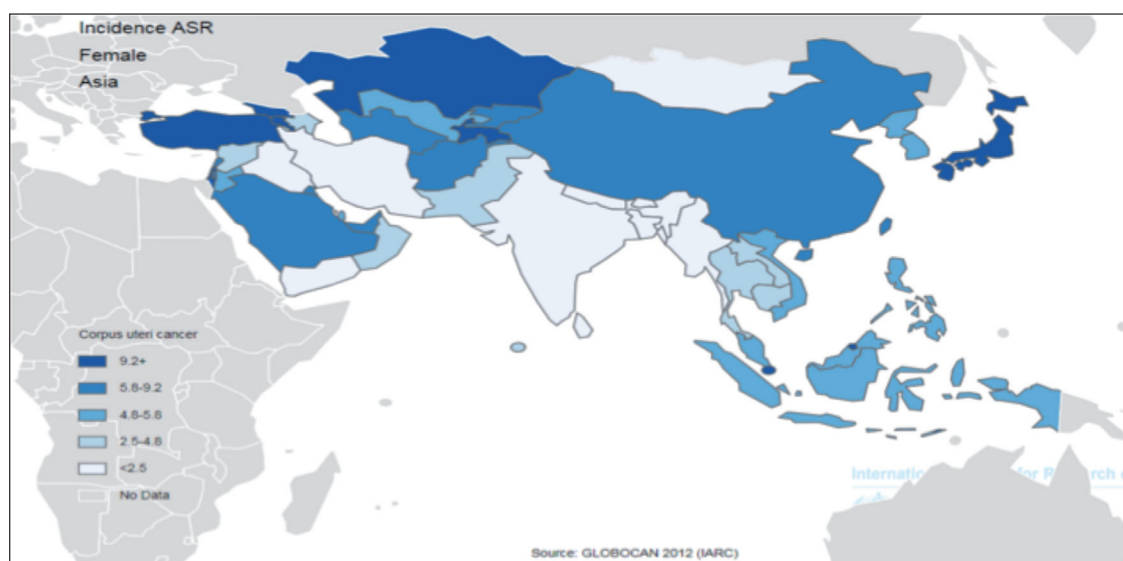 Incidence ASR
Female
Asia
Corpus uteri cancer
9.2+
5.8-9.2
4.8-5.8
2.5-4.8
<2.5
No Data
Source: GLOBOCAN 2012 (IARC)